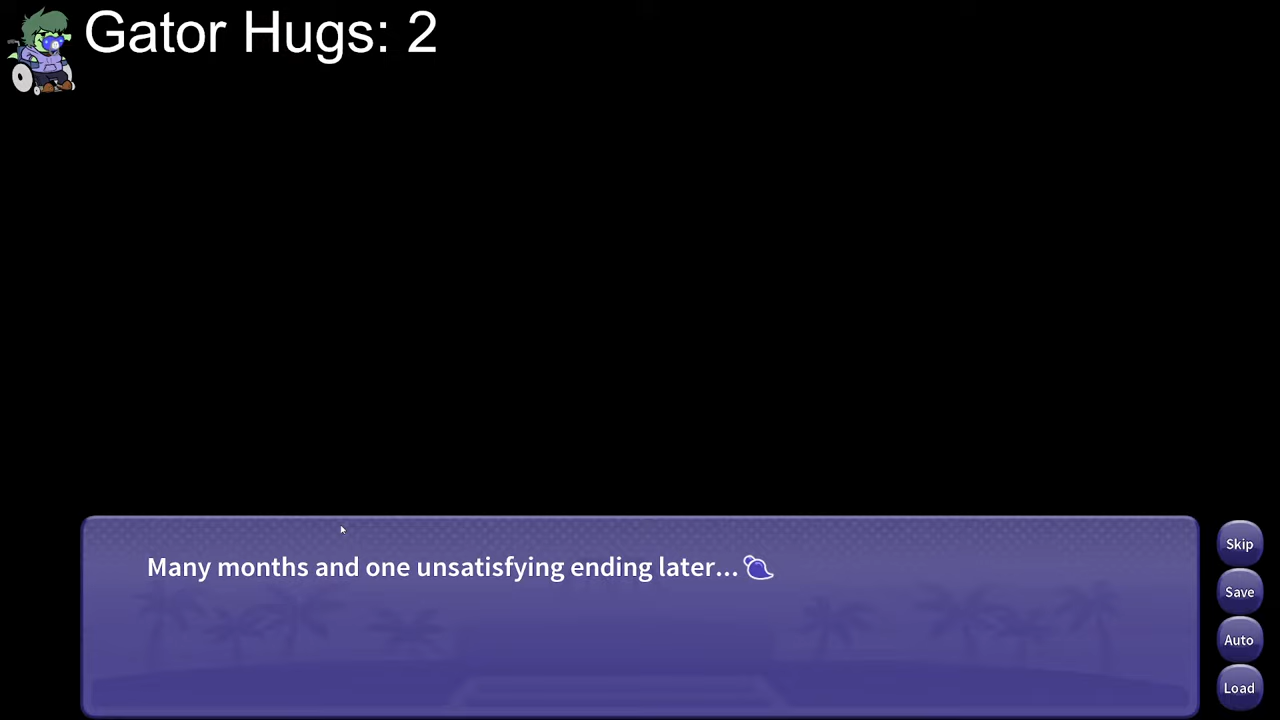 Gator Hugs: 2
Many months and one unsatisfying ending later...
Skip
Save
Auto
Load